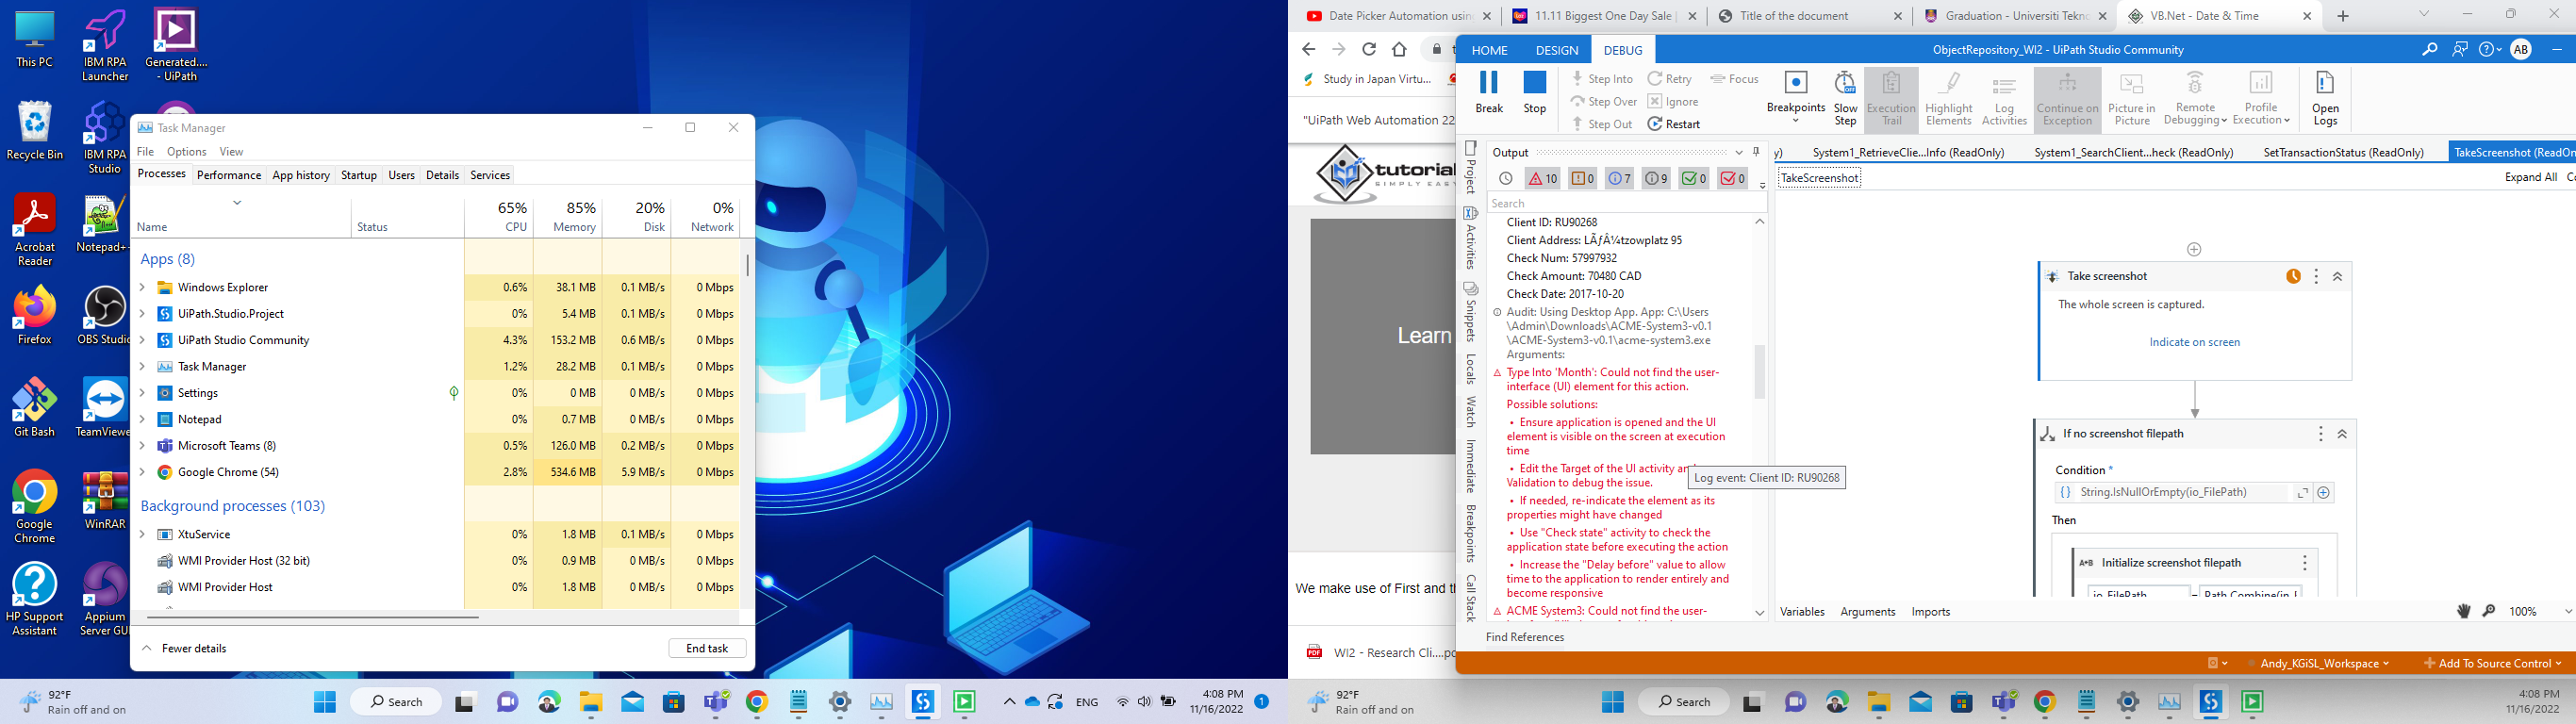 This PC
IBM RPA
Launcher
Generated....
- UiPath
Recycle Bin
IBM RPA
Studio
Acrobat
Reader
Notepad+
Firefox
OBS Studio
Git Bash
TeamViewe
Google
Chrome
WinRAR
HP Support
Assistant
Appium
Server GUI
Task Manager
File Options View
Processes Performance App history Startup Users Details Services
65% 85% 20% 0%
Name Status CPU Memory Disk Network
Apps (8)
Windows Explorer 0.6% 38.1 MB 0.1 MB/s 0 Mbps
UiPath.Studio.Project 0% 5.4 MB 0.1 MB/s 0 Mbps
UiPath Studio Community 4.3% 153.2 MB 0.6 MB/s 0 Mbps
Task Manager 1.2% 28.2 MB 0.1 MB/s 0 Mbps
Settings 0% 0 MB 0 MB/s 0 Mbps
Notepad 0% 0.7 MB 0 MB/s 0 Mbps
Microsoft Teams (8) 0.5% 126.0 MB 0.2 MB/s 0 Mbps
Google Chrome (54) 2.8% 534.6 MB 5.9 MB/s 0 Mbps
Background processes (103)
XtuService 0% 1.8 MB 0.1 MB/s 0 Mbps
WMI Provider Host (32 bit) 0% 0.9 MB 0 MB/s 0 Mbps
WMI Provider Host 0% 1.8 MB 0 MB/s 0 Mbps
Fewer details End task
92°F
Rain off and on
Search
ENG
4:08 PM
11/16/2022
1
Date Picker Automation usin
11.11 Biggest One Day Sale |
Title of the document
Graduation - Universiti Tekno
VB.Net - Date & Time
Study in Japan Virtu...
"UiPath Web Automation 22
tutorial
SIMPLY EASY
Learn
We make use of First and th
WI2 - Research Cli....pd
HOME DESIGN DEBUG
ObjectRepository_WI2 - UiPath Studio Community
AB
Break
Stop
Step Into
Step Over
Step Out
Retry
Ignore
Restart
Focus
Breakpoints
Slow
Step
OFF
Execution
Trail
Highlight
Elements
Log
Activities
Continue on
Exception
Picture in
Picture
Remote
Debugging
Profile
Execution
Open
Logs
Project
Activities
Snippets
Locals
Watch
Immediate
Breakpoints
Call Stack
Output
10 0 7 9 0 0
Search
Client ID: RU90268
Client Address: LÃƒÂ¼tzowplatz 95
Check Num: 57997932
Check Amount: 70480 CAD
Check Date: 2017-10-20
Audit: Using Desktop App. App: C:\Users
\Admin\Downloads\ACME-System3-v0.1
\ACME-System3-v0.1\acme-system3.exe
Arguments:
Type Into 'Month': Could not find the user-
interface (UI) element for this action.
Possible solutions:
• Ensure application is opened and the UI
element is visible on the screen at execution
time
• Edit the Target of the UI activity an
Validation to debug the issue.
• If needed, re-indicate the element as its
properties might have changed
• Use "Check state" activity to check the
application state before executing the action
• Increase the "Delay before" value to allow
time to the application to render entirely and
become responsive
ACME System3: Could not find the user-
Log event: Client ID: RU90268
Find References
y) System1_RetrieveClie...Info (ReadOnly) System1_SearchClient...heck (ReadOnly) SetTransactionStatus (ReadOnly) TakeScreenshot (ReadOn
TakeScreenshot
Expand All Co
Take screenshot
The whole screen is captured.
Indicate on screen
If no screenshot filepath
Condition *
String.IsNullOrEmpty(io_FilePath)
Then
A+B Initialize screenshot filepath
io_FilePath = Path.Combine(in_I
Variables Arguments Imports
100%
Andy_KGiSL_Workspace
Add To Source Control
92°F
Rain off and on
Search
4:08 PM
11/16/2022